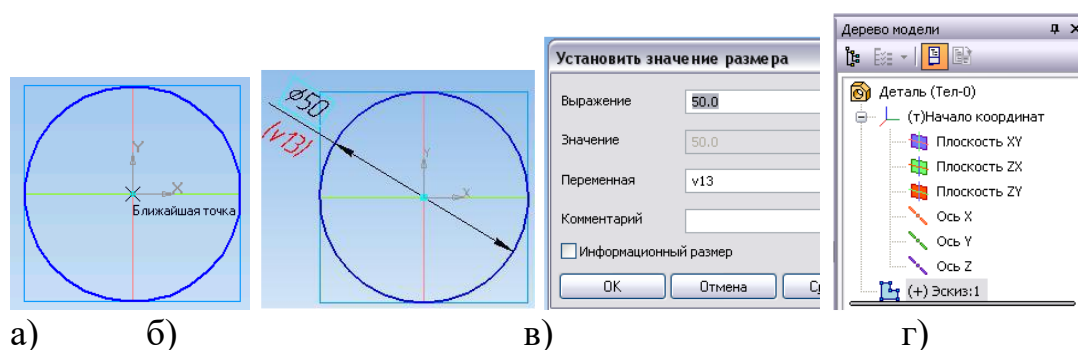 Y
X
Ближайшая точка
ϕ50
(v13)
Y
X
Установить значение размера
Выражение
50.0
Значение
50.0
Переменная
v13
Комментарий
Информационный размер
OK
Отмена
Дерево модели
Деталь (Тел-0)
(т)Начало координат
Плоскость XY
Плоскость ZX
Плоскость ZY
Ось X
Ось Y
Ось Z
(+) Эскиз:1
а) б) в) г)